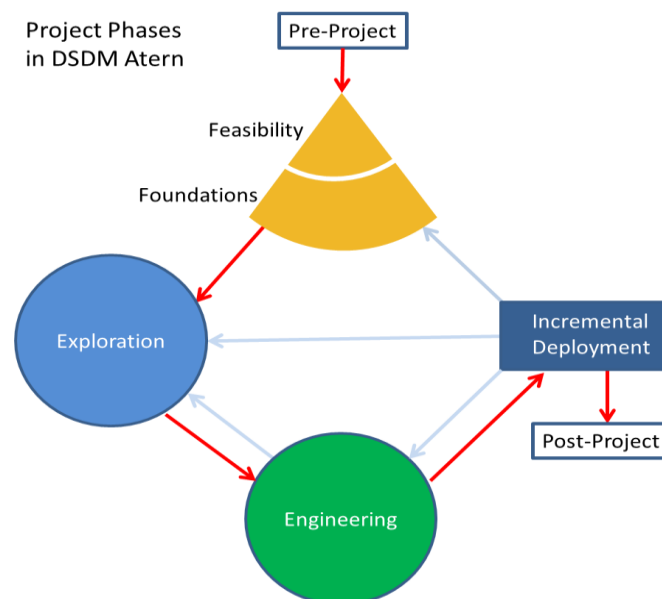 Project Phases
in DSDM Atern
Pre-Project
Feasibility
Foundations
Exploration
Incremental
Deployment
Post-Project
Engineering